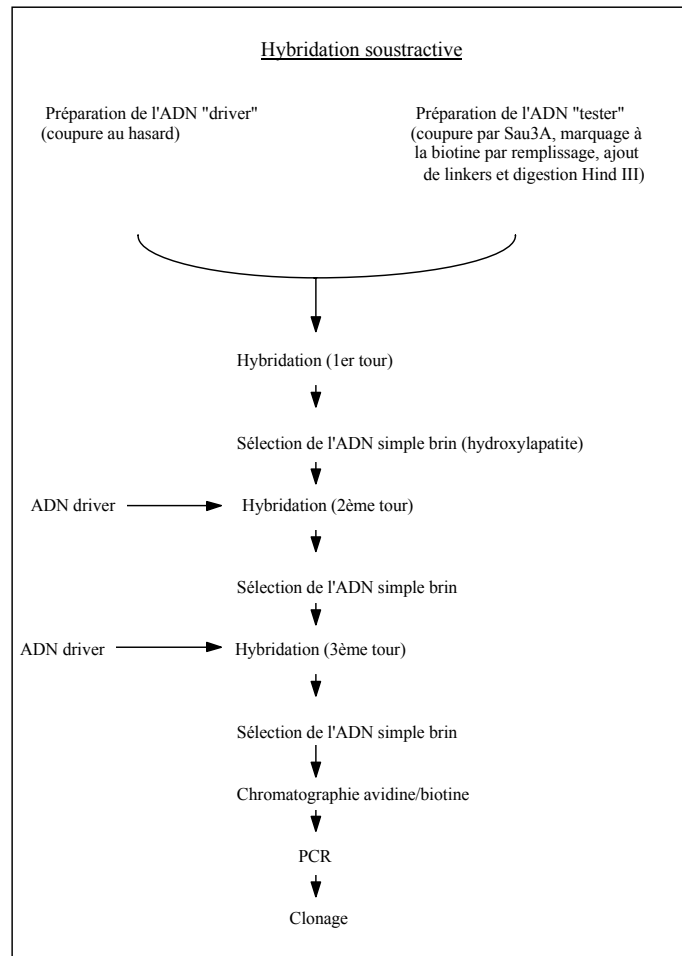 Hybridation soustractive
Préparation de l'ADN "driver"
(coupure au hasard)
Préparation de l'ADN "tester"
(coupure par Sau3A, marquage à
la biotine par remplissage, ajout
de linkers et digestion Hind III)
Hybridation (1er tour)
Sélection de l'ADN simple brin (hydroxylapatite)
ADN driver
Hybridation (2ème tour)
Sélection de l'ADN simple brin
ADN driver
Hybridation (3ème tour)
Sélection de l'ADN simple brin
Chromatographie avidine/biotine
PCR
Clonage